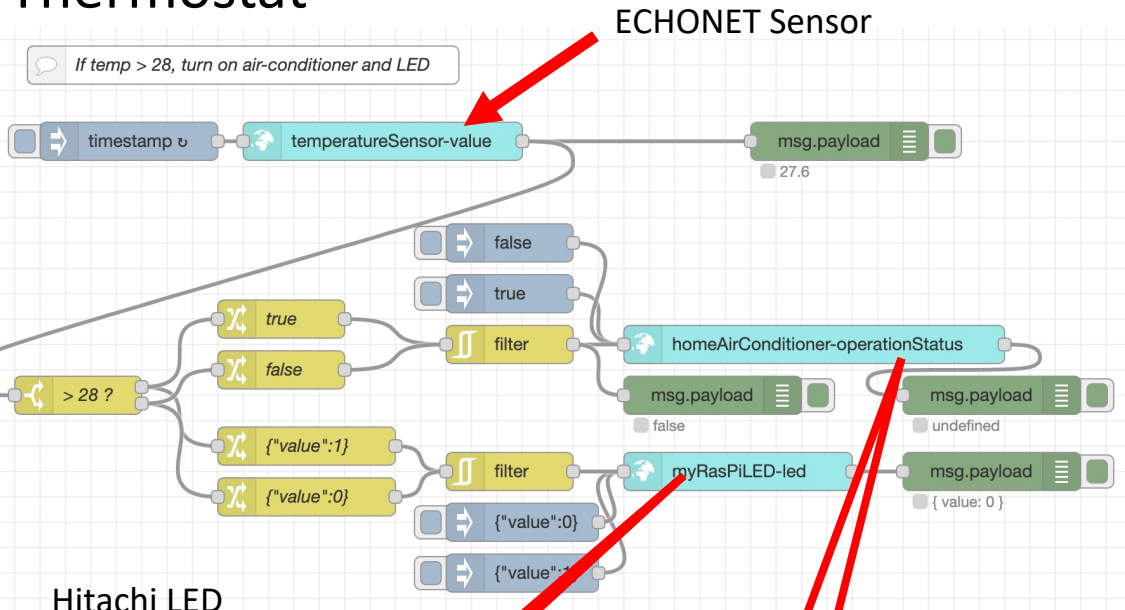 Thermostat
ECHONET Sensor
If temp > 28, turn on air-conditioner and LED
timestamp ↻
temperatureSensor-value
msg.payload
27.6
false
true
true
filter
homeAirConditioner-operationStatus
false
> 28 ?
msg.payload
msg.payload
false
undefined
{"value":1}
filter
myRasPiLED-led
msg.payload
{"value":0}
{ value: 0 }
{"value":0}
{"value":1}
Hitachi LED